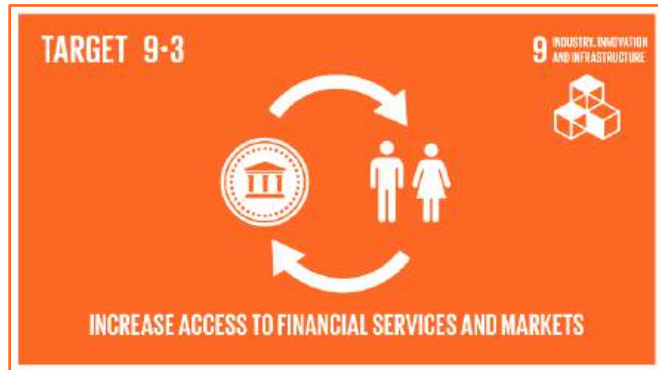 TARGET 9•3
9 INDUSTRY, INNOVATION
AND INFRASTRUCTURE
INCREASE ACCESS TO FINANCIAL SERVICES AND MARKETS